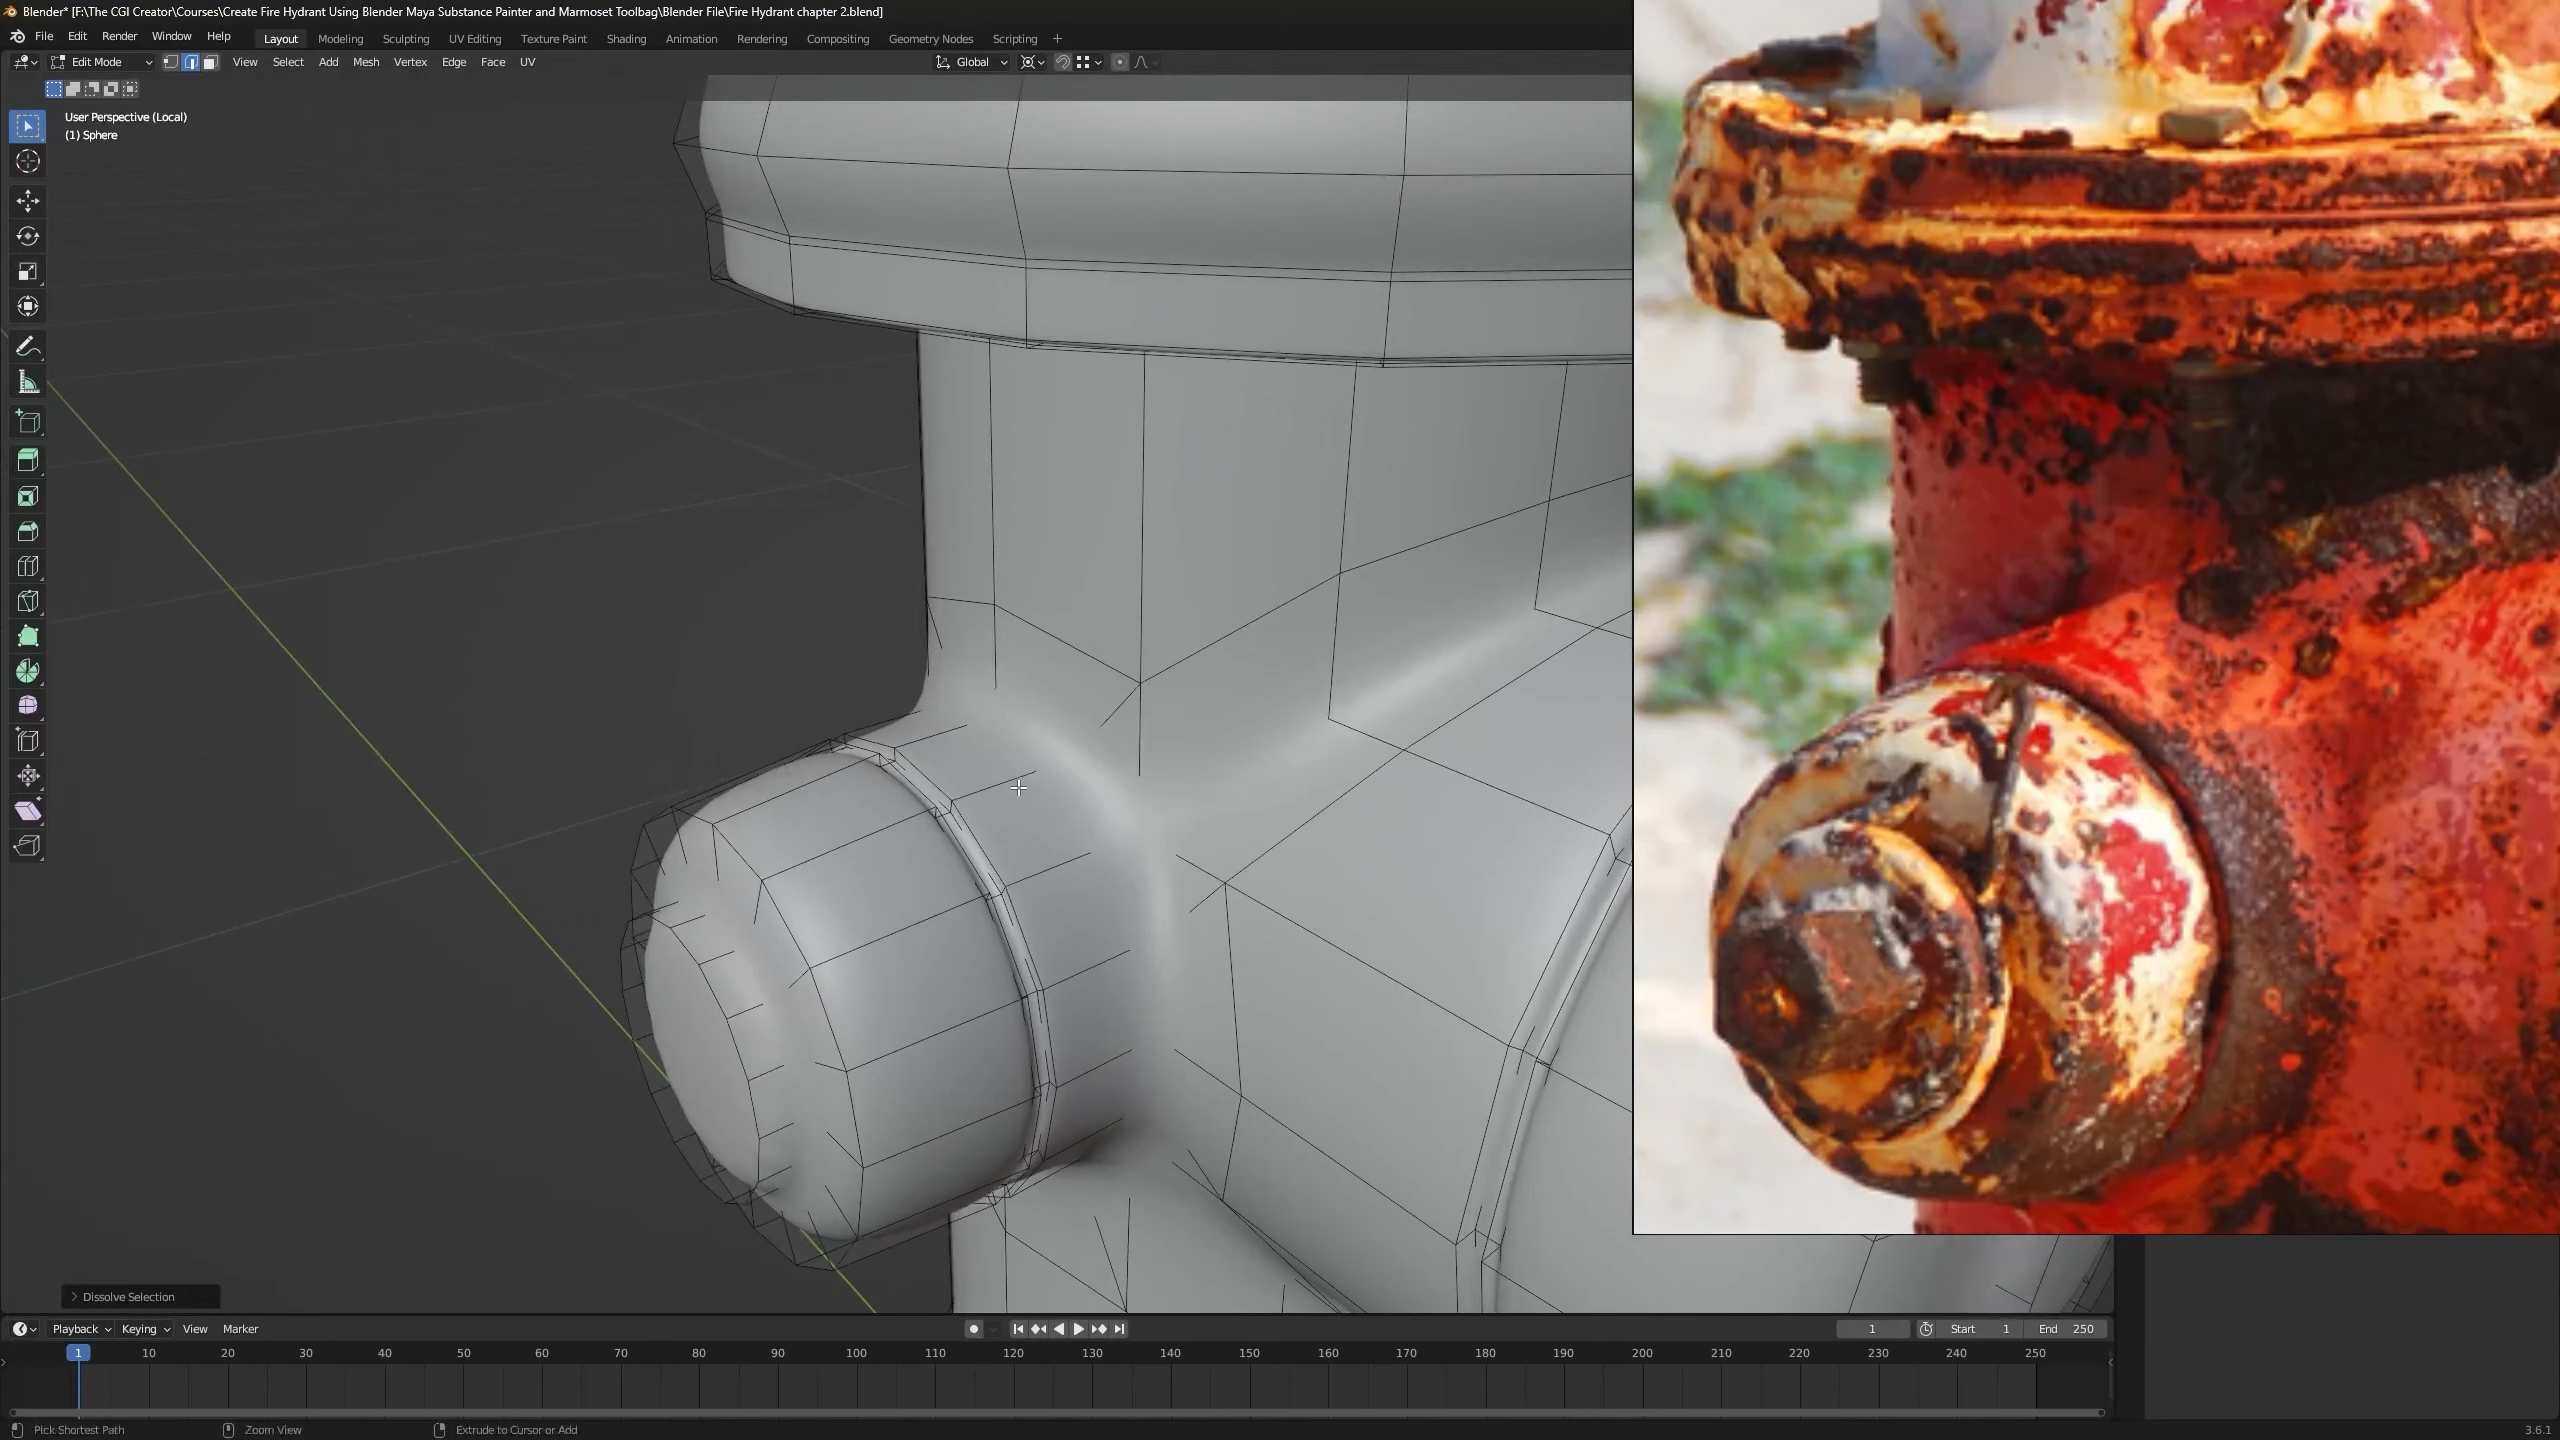 Blender* [F:\The CGI Creator\Courses\Create Fire Hydrant Using Blender Maya Substance Painter and Marmoset Toolbag\Blender File\Fire Hydrant chapter 2.blend]
File Edit Render Window Help Layout Modeling Sculpting UV Editing Texture Paint Shading Animation Rendering Compositing Geometry Nodes Scripting +
Edit Mode View Select Add Mesh Vertex Edge Face UV Global
User Perspective (Local)
(1) Sphere
Dissolve Selection
Playback Keying View Marker 1 Start 1 End 250
1 10 20 30 40 50 60 70 80 90 100 110 120 130 140 150 160 170 180 190 200 210 220 230 240 250
Pick Shortest Path Zoom View Extrude to Cursor or Add 3.6.1